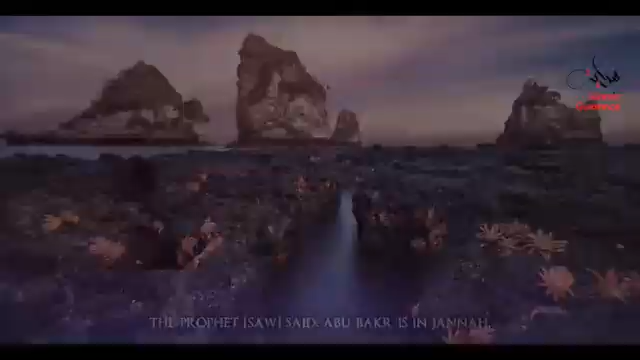 THE PROPHET [SAW] SAID: ABU BAKR IS IN JANNAH,